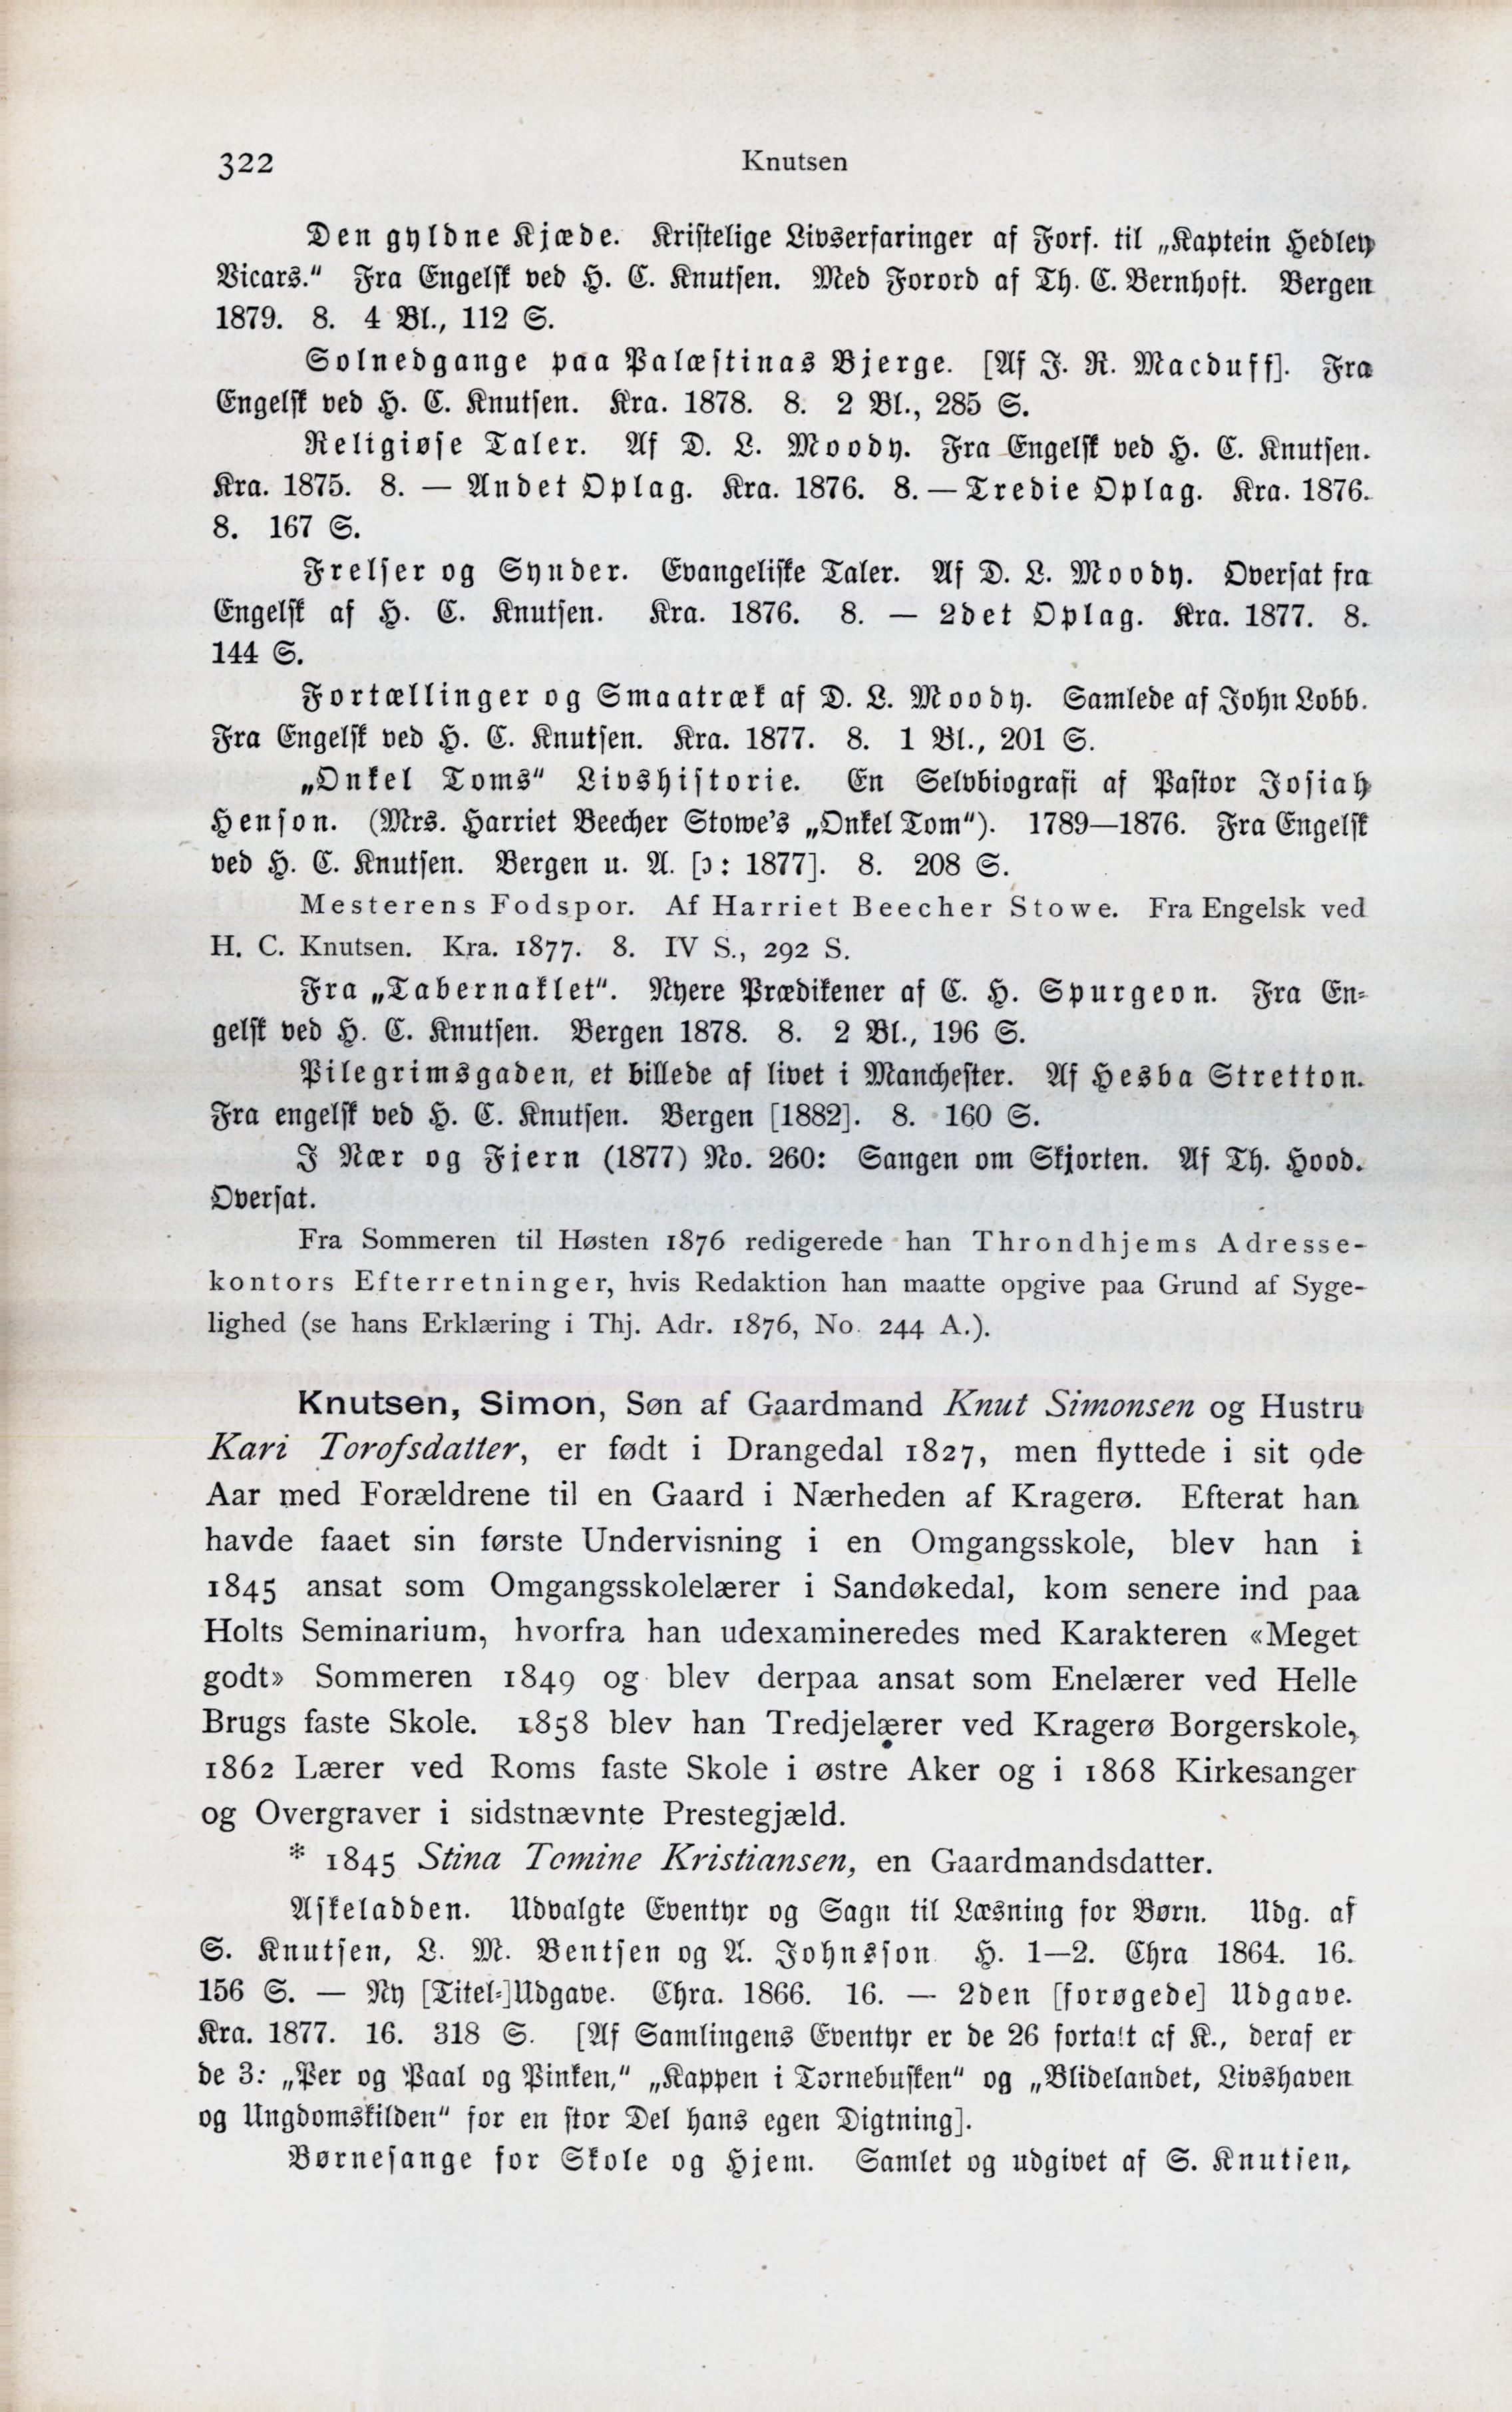 322
Knutsen
Den gyldne Kjæde. Kristelige Livserfaringer af Forf. til „Kaptein Hedley
Vicars.“ Fra Engelsk ved H. C. Knutsen. Med Forord af Th. C. Bernhoft. Bergen
1879. 8. 4 Bl., 112 S.
Solnedgange paa Palæstinas Bjerge. [Af J. R. Macduff]. Fra
Engelsk ved H. C. Knutsen. Kra. 1878. 8. 2 Bl., 285 S.
Religiøse Taler. Af D. L. Moody. Fra Engelsk ved H. C. Knutsen.
Kra. 1875. 8. — Andet Oplag. Kra. 1876. 8. — Tredie Oplag. Kra. 1876.
8. 167 S.
Frelser og Synder. Evangeliske Taler. Af D. L. Moody. Oversat fra
Engelsk af H. C. Knutsen. Kra. 1876. 8. — 2det Oplag. Kra. 1877. 8.
144 S.
Fortællinger og Smaatræk af D. L. Moody. Samlede af John Lobb.
Fra Engelsk ved H. C. Knutsen. Kra. 1877. 8. 1 Bl., 201 S.
„Onkel Toms“ Livshistorie. En Selvbiografi af Pastor Josiah
Henson. (Mrs. Harriet Beecher Stowe's „Onkel Tom“). 1789—1876. Fra Engelsk
ved H. C. Knutsen. Bergen u. A. [ɔ: 1877]. 8. 208 S.
Mesterens Fodspor. Af Harriet Beecher Stowe. Fra Engelsk ved
H. C. Knutsen. Kra. 1877. 8. IV S., 292 S.
Fra „Tabernaklet“. Nyere Prædikener af C. H. Spurgeon. Fra En-
gelsk ved H. C. Knutsen. Bergen 1878. 8. 2 Bl., 196 S.
Pilegrimsgaden, et billede af livet i Manchester. Af Hesba Stretton.
Fra engelsk ved H. C. Knutsen. Bergen [1882]. 8. 160 S.
I Nær og Fjern (1877) No. 260: Sangen om Skjorten. Af Th. Hood.
Oversat.
Fra Sommeren til Høsten 1876 redigerede han Throndhjems Adresse-
kontors Efterretninger, hvis Redaktion han maatte opgive paa Grund af Syge-
lighed (se hans Erklæring i Thj. Adr. 1876, No. 244 A.).
Knutsen, Simon, Søn af Gaardmand Knut Simonsen og Hustru
Kari Torofsdatter, er født i Drangedal 1827, men flyttede i sit 9de
Aar med Forældrene til en Gaard i Nærheden af Kragerø. Efterat han
havde faaet sin første Undervisning i en Omgangsskole, blev han i
1845 ansat som Omgangsskolelærer i Sandøkedal, kom senere ind paa
Holts Seminarium, hvorfra han udexamineredes med Karakteren «Meget
godt» Sommeren 1849 og blev derpaa ansat som Enelærer ved Helle
Brugs faste Skole. 1858 blev han Tredjelærer ved Kragerø Borgerskole,
1862 Lærer ved Roms faste Skole i østre Aker og i 1868 Kirkesanger
og Overgraver i sidstnævnte Prestegjæld.
* 1845 Stina Tomine Kristiansen, en Gaardmandsdatter.
Askeladden. Udvalgte Eventyr og Sagn til Læsning for Børn. Udg. af
S. Knutsen, L. M. Bentsen og A. Johnsson. H. 1—2. Chra 1864. 16.
156 S. — Ny [Titel-]Udgave. Chra. 1866. 16. — 2den [forøgede] Udgave.
Kra. 1877. 16. 318 S. [Af Samlingens Eventyr er de 26 fortalt af K., deraf er
de 3: „Per og Paal og Pinken,“ „Kappen i Tornebusken“ og „Blidelandet, Livshaven
og Ungdomskilden“ for en stor Del hans egen Digtning].
Børnesange for Skole og Hjem. Samlet og udgivet af S. Knutsen,